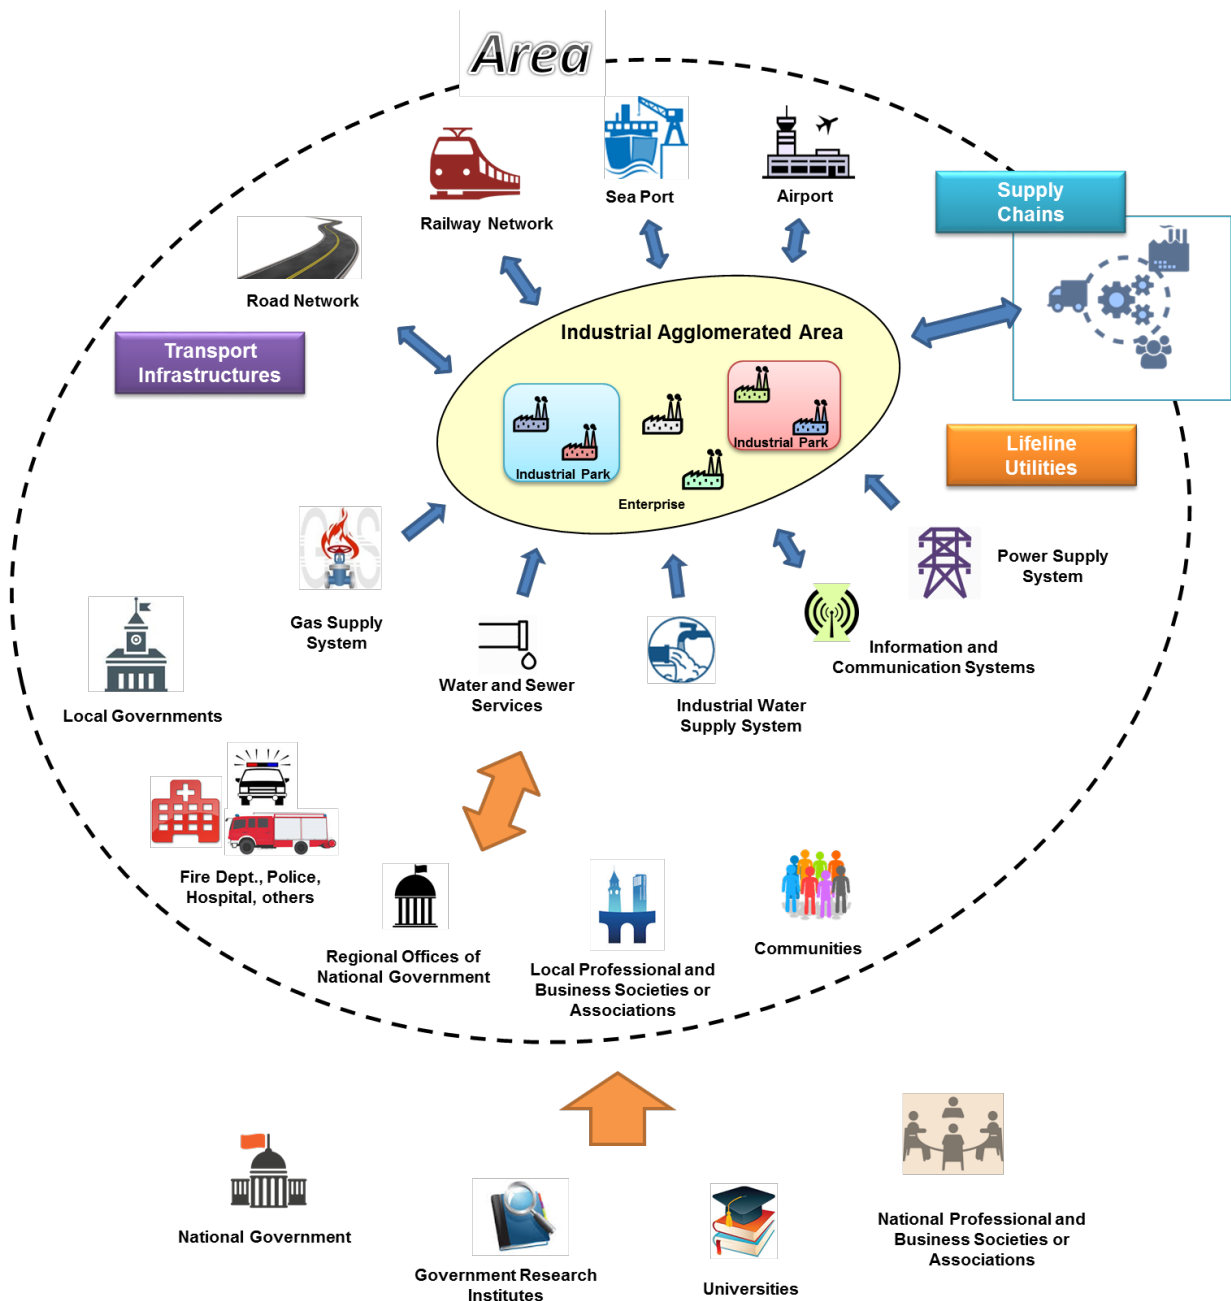 Area
Railway Network
Sea Port
Airport
Supply
Chains
Road Network
Transport
Infrastructures
Industrial Agglomerated Area
Industrial Park
Industrial Park
Enterprise
Lifeline
Utilities
GAS
Gas Supply
System
Water and Sewer
Services
Industrial Water
Supply System
Information and
Communication Systems
Power Supply
System
Local Governments
Fire Dept., Police,
Hospital, others
Regional Offices of
National Government
Local Professional and
Business Societies or
Associations
Communities
National Government
Government Research
Institutes
Universities
National Professional and
Business Societies or
Associations